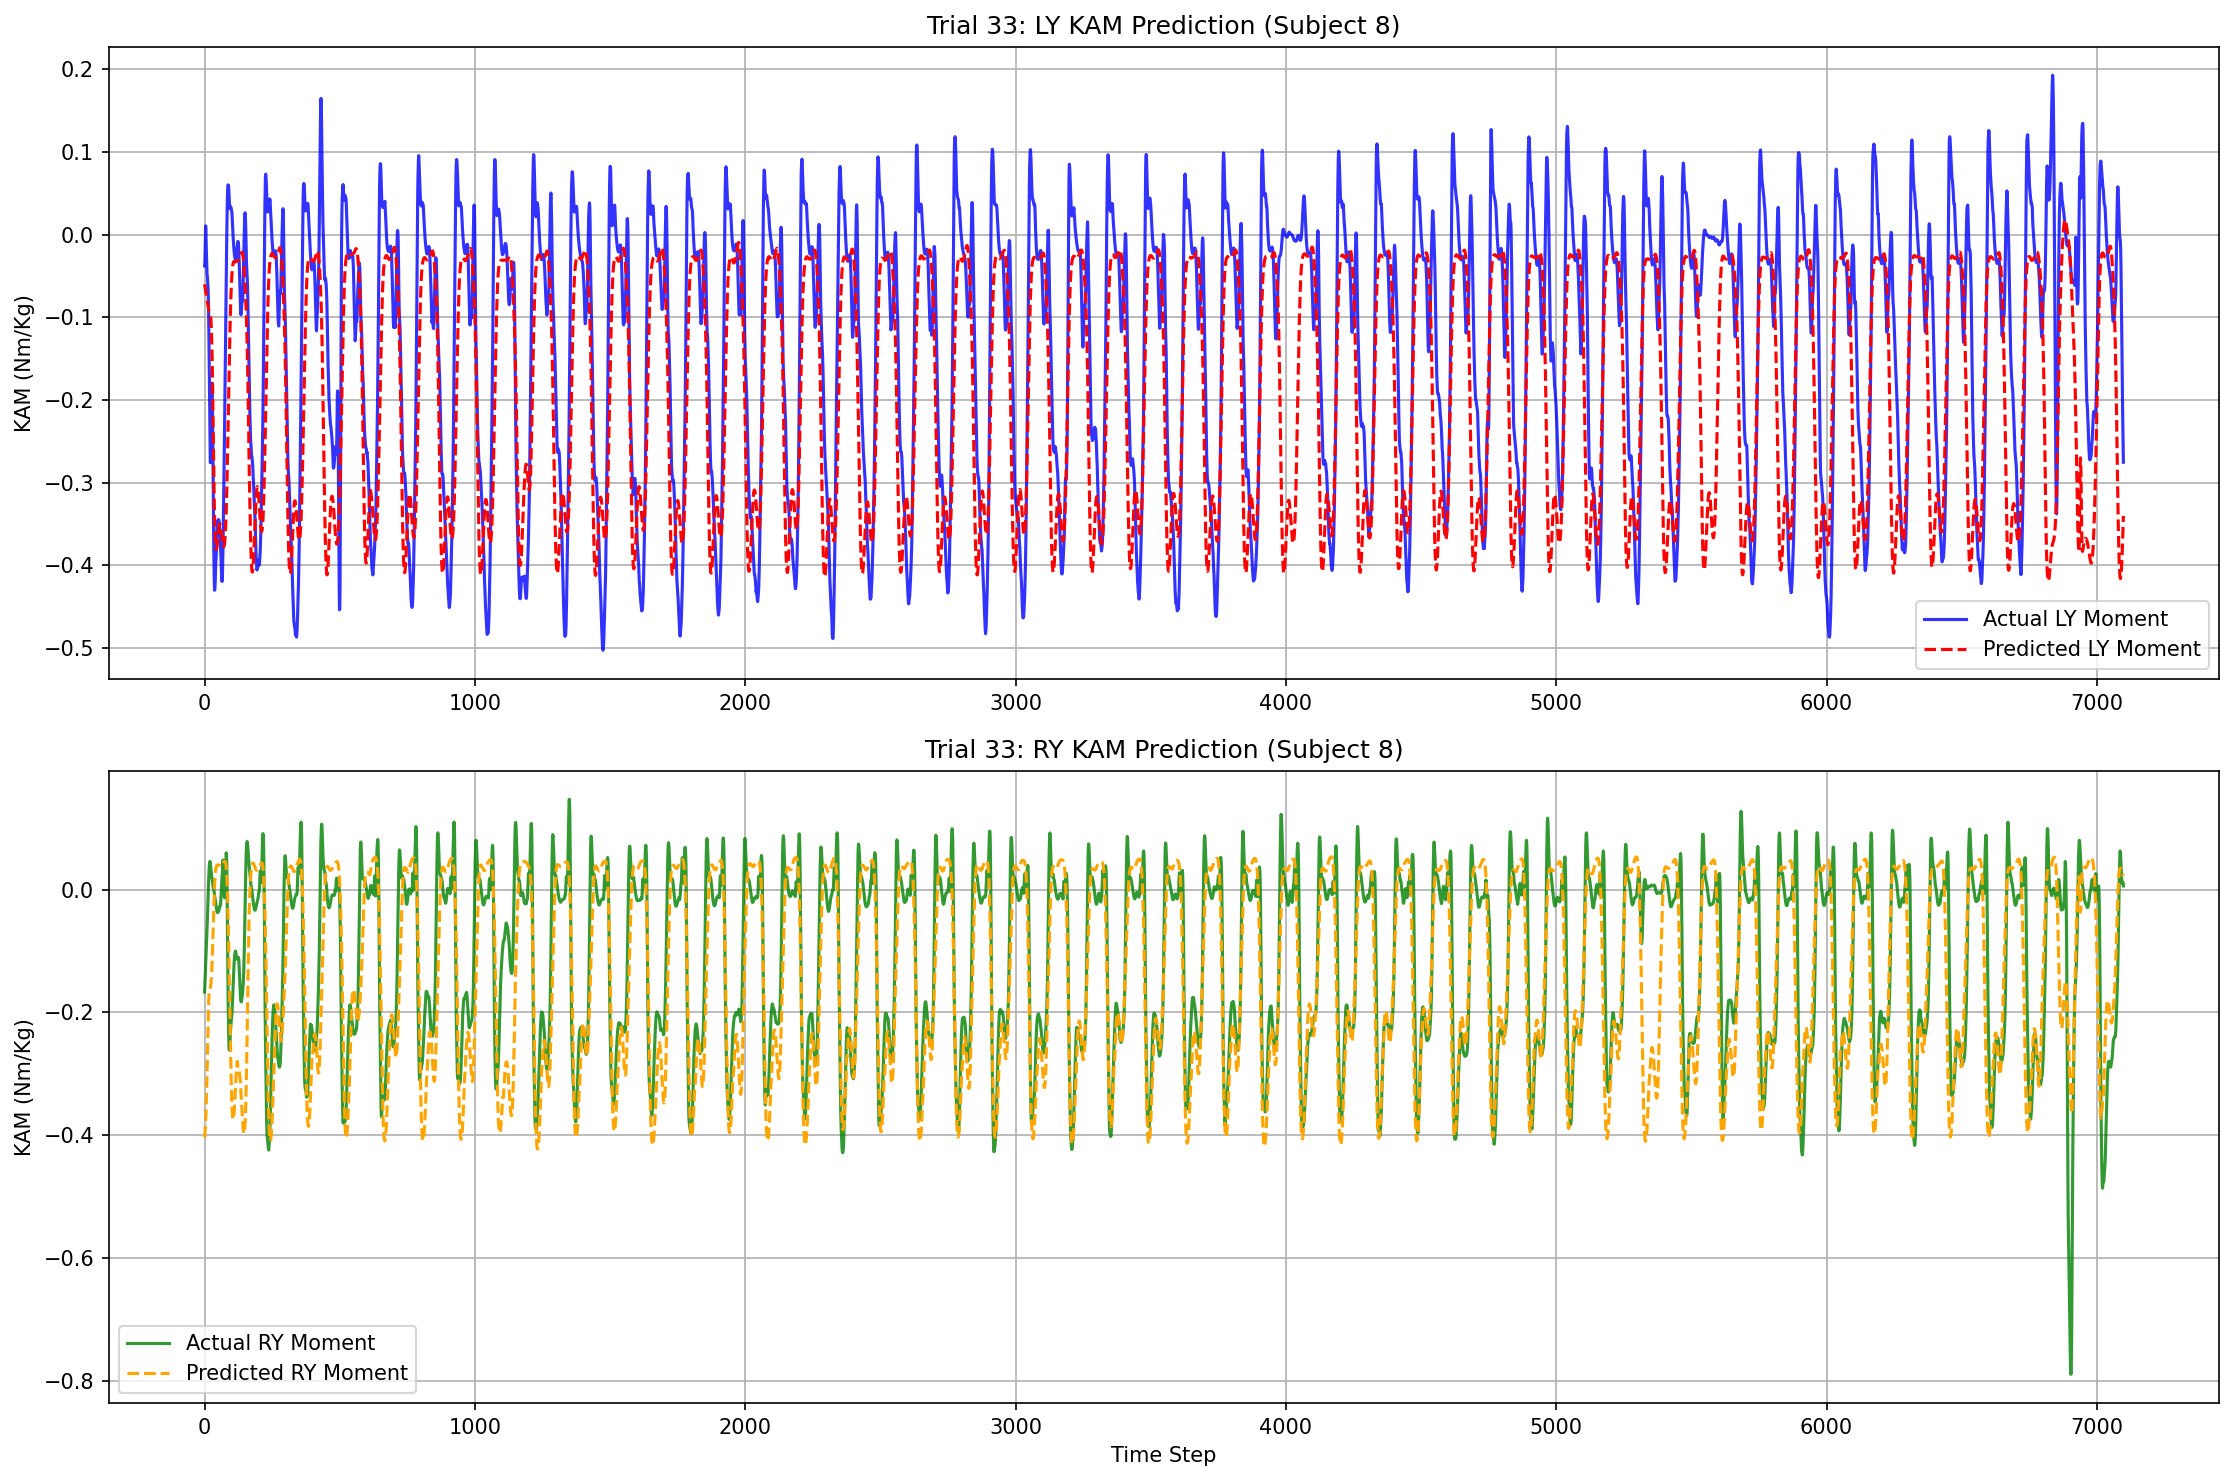 Trial 33: LY KAM Prediction (Subject 8)
KAM (Nm/Kg)
0.2
0.1
0.0
−0.1
−0.2
−0.3
−0.4
−0.5
Actual LY Moment
Predicted LY Moment
0 1000 2000 3000 4000 5000 6000 7000
Trial 33: RY KAM Prediction (Subject 8)
KAM (Nm/Kg)
0.0
−0.2
−0.4
−0.6
−0.8
Actual RY Moment
Predicted RY Moment
0 1000 2000 3000 4000 5000 6000 7000
Time Step